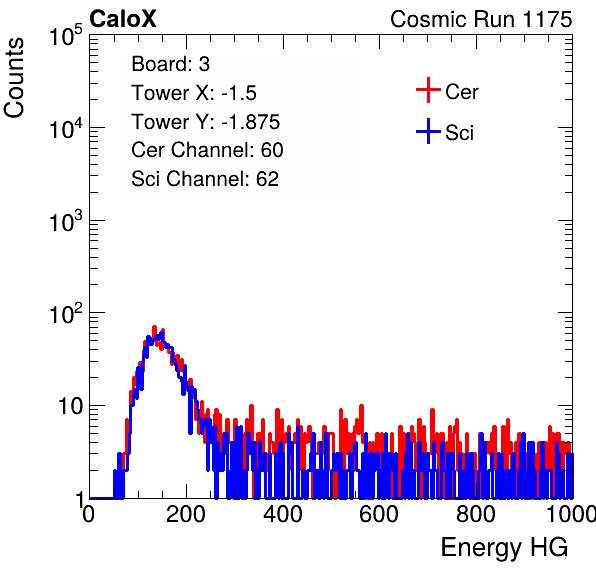 CaloX Cosmic Run 1175
Counts
Board: 3
Tower X: -1.5
Tower Y: -1.875
Cer Channel: 60
Sci Channel: 62
Cer
Sci
10^5
10^4
10^3
10^2
10
1
0 200 400 600 800 1000
Energy HG